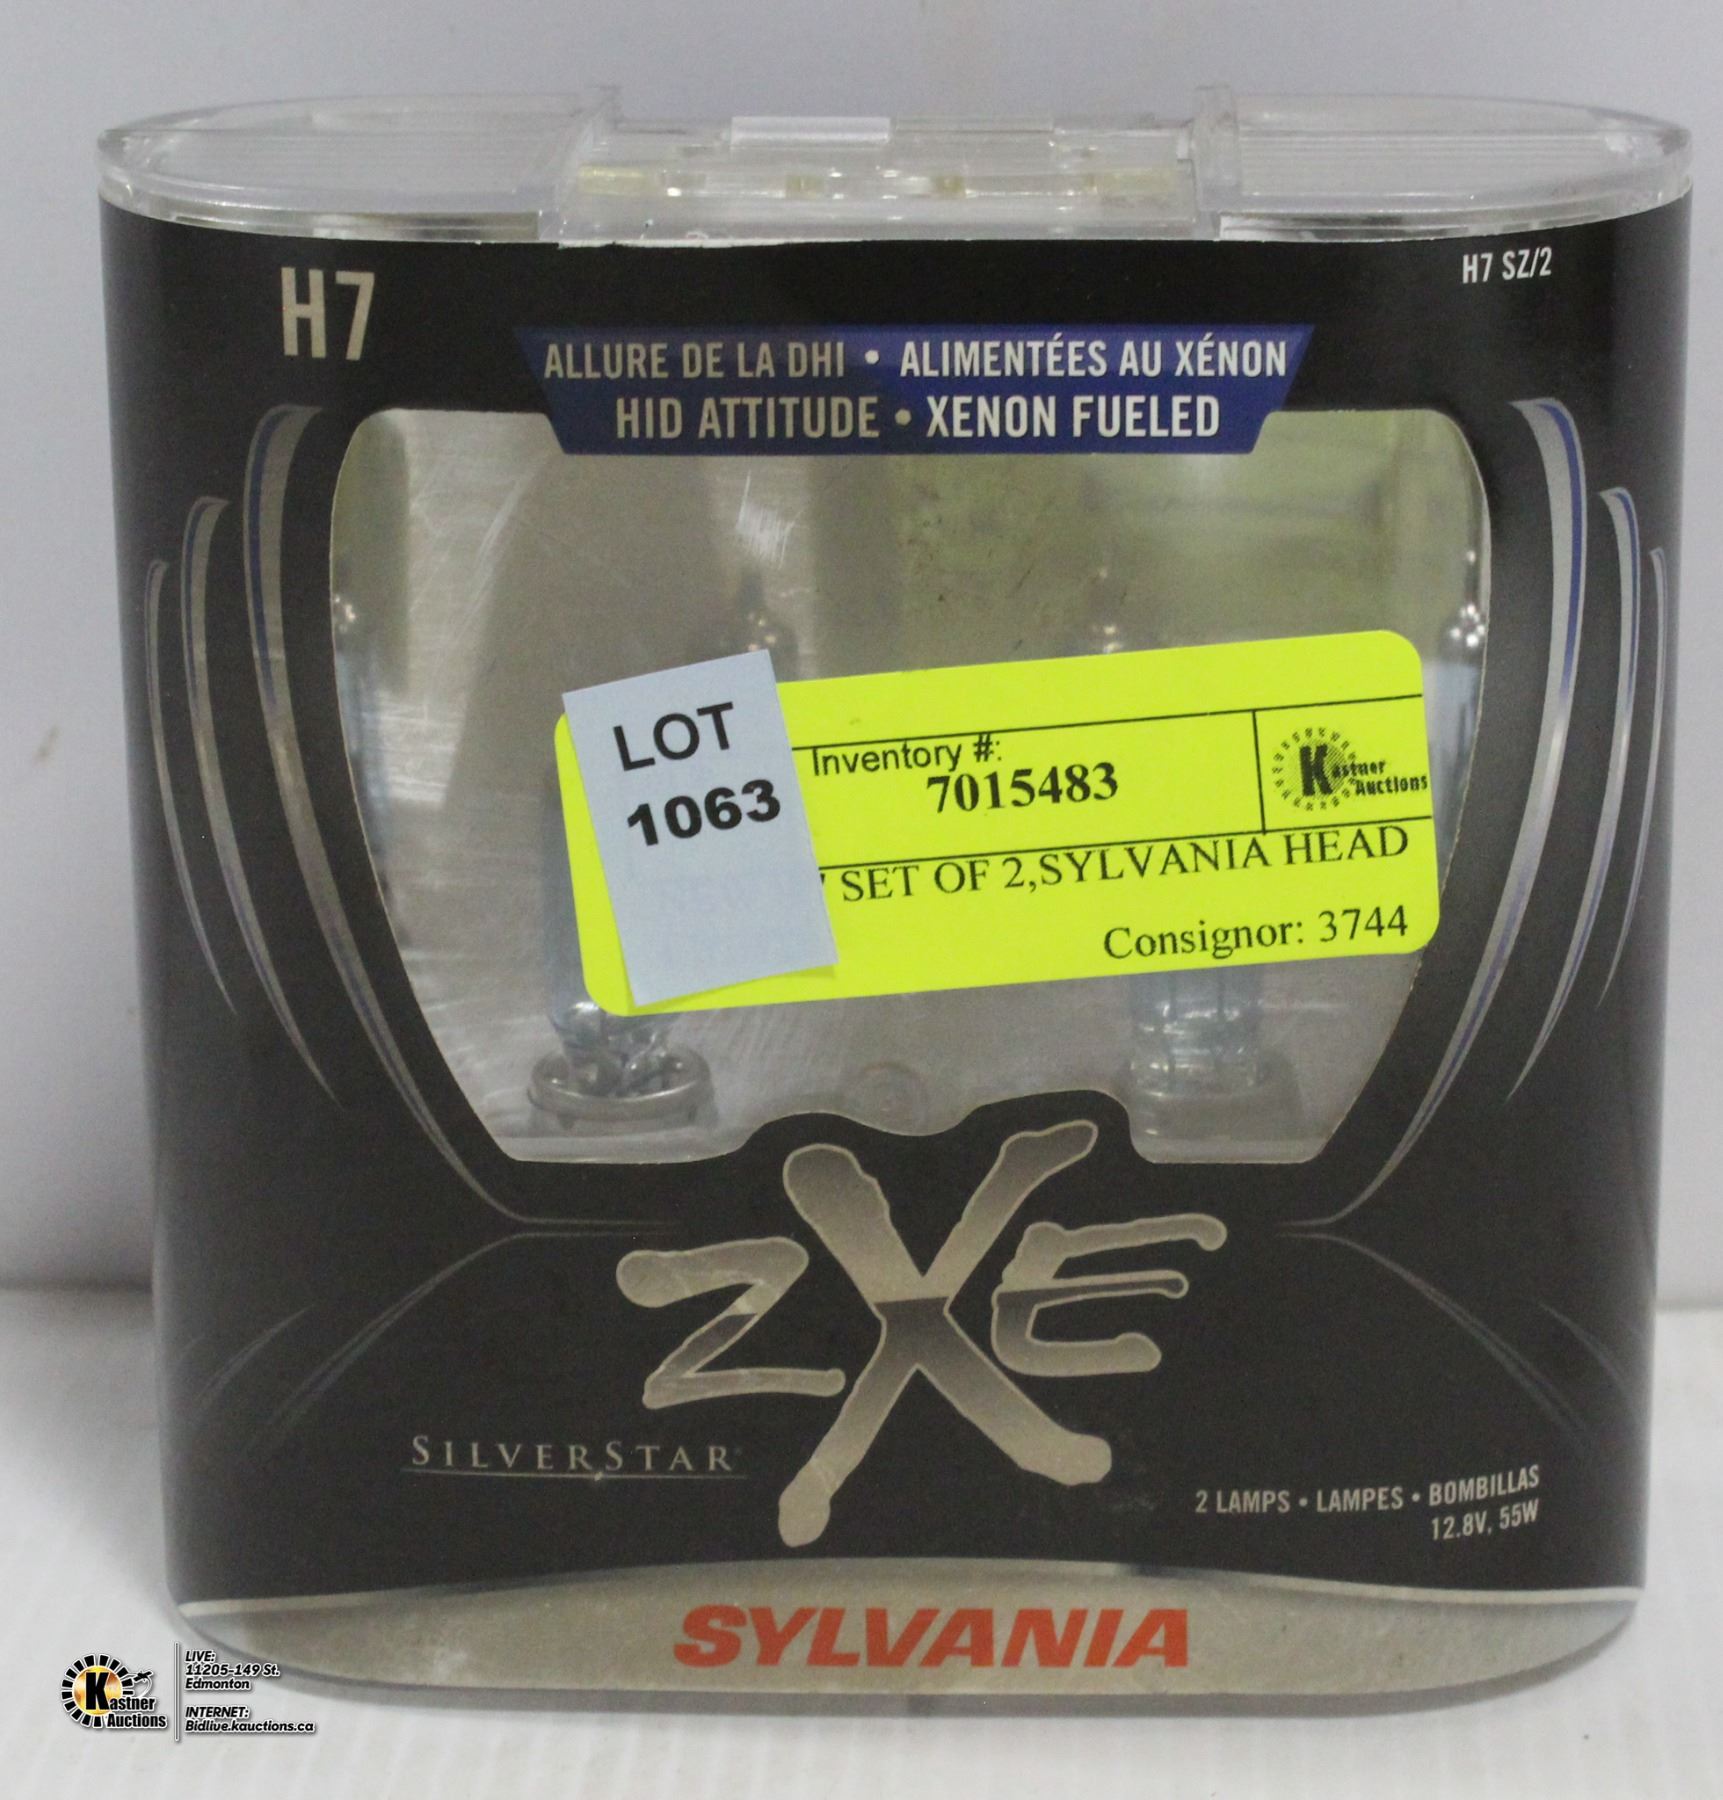 H7
H7 SZ/2
ALLURE DE LA DHI • ALIMENTÉES AU XÉNON
HID ATTITUDE • XENON FUELED
LOT
1063
Inventory #:
7015483
Kastner
Auctions
SET OF 2,SYLVANIA HEAD
Consignor: 3744
ZXE
SILVERSTAR
2 LAMPS • LAMPES • BOMBILLAS
12.8V, 55W
SYLVANIA
Kastner
Auctions
LIVE:
11205-149 St.
Edmonton
INTERNET:
Bidlive.kauctions.ca